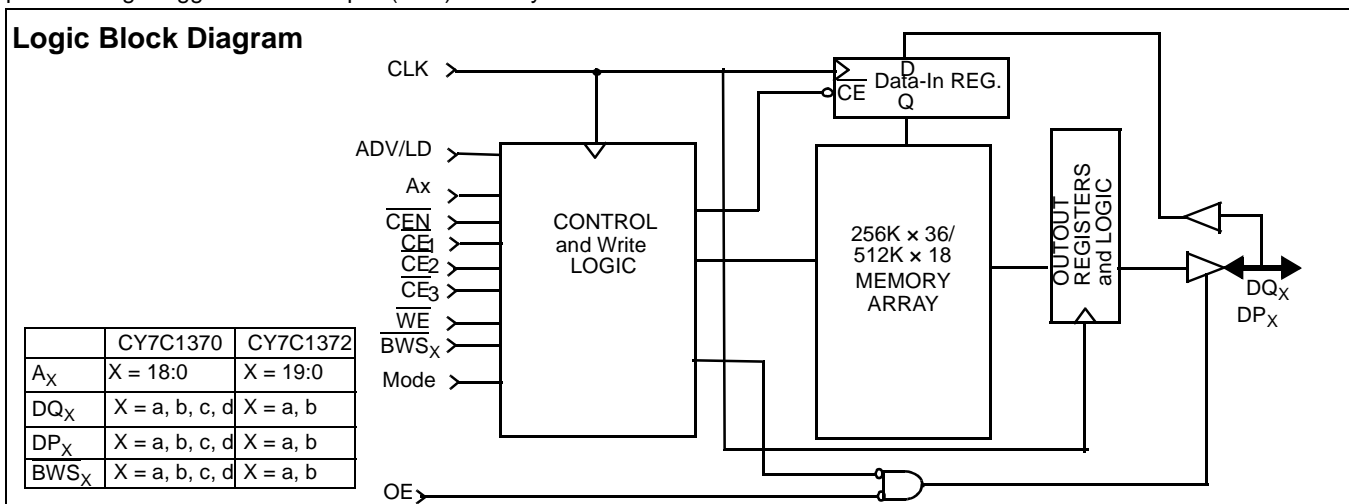 Logic Block Diagram
CLK
D
CE Data-In REG.
Q
ADV/LD
Ax
CEN
CE1
CE2
CE3
WE
BWSX
Mode
OE
CONTROL
and Write
LOGIC
256K × 36/
512K × 18
MEMORY
ARRAY
OUTOUT
REGISTERS
and LOGIC
DQX
DPX
CY7C1370 CY7C1372
AX X = 18:0 X = 19:0
DQX X = a, b, c, d X = a, b
DPX X = a, b, c, d X = a, b
BWSX X = a, b, c, d X = a, b